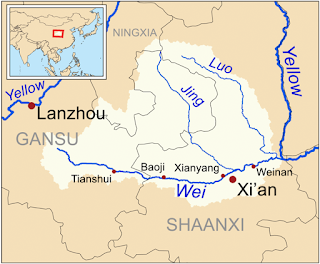 NINGXIA
Luo
Yellow
Yellow
Jing
Lanzhou
GANSU
Baoji
Xianyang
Weinan
Tianshui
Wei
Xi'an
SHAANXI